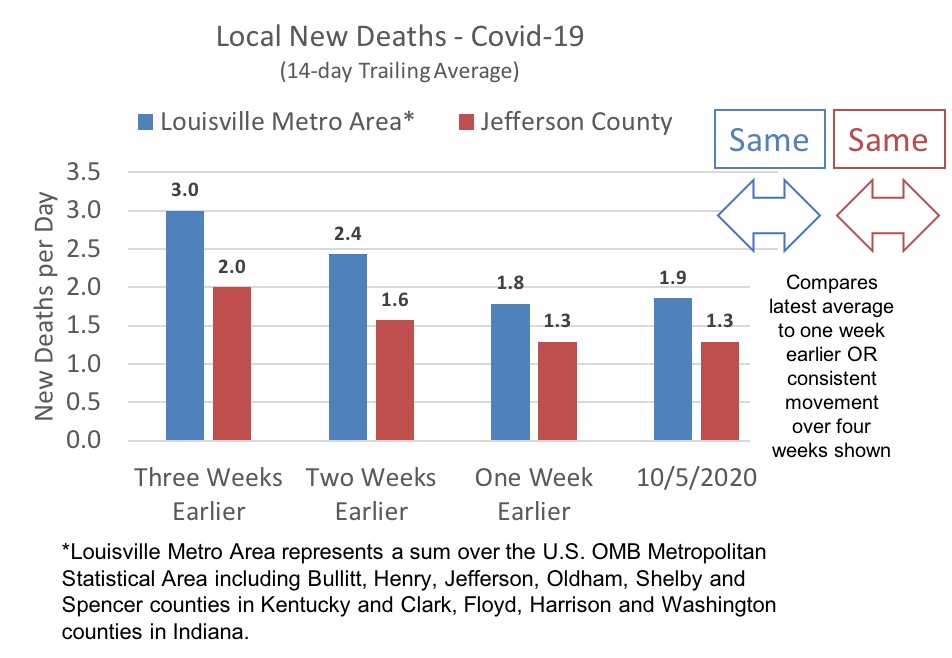 Local New Deaths - Covid-19
(14-day Trailing Average)
Louisville Metro Area* Jefferson County
Same Same
New Deaths per Day
3.5
3.0
2.5
2.0
1.5
1.0
0.5
0.0
3.0 2.0 2.4 1.6 1.8 1.3 1.9 1.3
Three Weeks
Earlier
Two Weeks
Earlier
One Week
Earlier
10/5/2020
Compares
latest average
to one week
earlier OR
consistent
movement
over four
weeks shown
*Louisville Metro Area represents a sum over the U.S. OMB Metropolitan
Statistical Area including Bullitt, Henry, Jefferson, Oldham, Shelby and
Spencer counties in Kentucky and Clark, Floyd, Harrison and Washington
counties in Indiana.